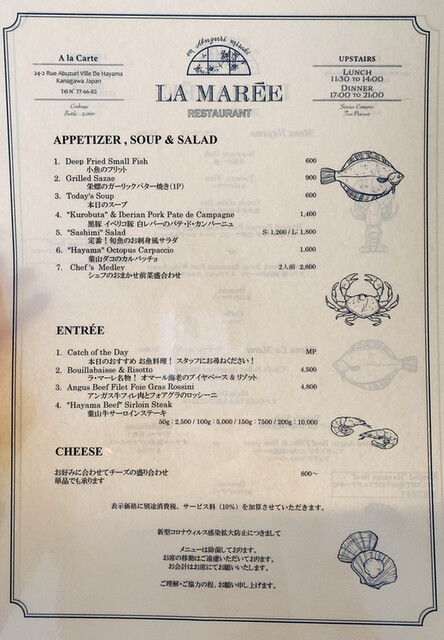 A la Carte
24-2 Rue Abuzuri Ville De Hayama
Kanagawa Japan
Tél N° 77-66-83
LA MARÉE
RESTAURANT
UPSTAIRS
LUNCH
11:30 to 14:00
DINNER
17:00 to 21:00
APPETIZER , SOUP & SALAD
1. Deep Fried Small Fish 600
小魚のフリット
2. Grilled Sazae 900
栄螺のガーリックバター焼き(1P)
3. Today's Soup 600
本日のスープ
4. "Kurobuta" & Iberian Pork Pate de Campagne 1,400
黒豚 イベリコ豚 白レバーのパテ・ド・カンパーニュ
5. "Sashimi" Salad S: 1,200 / L: 1,800
定番!旬魚のお刺身風サラダ
6. "Hayama" Octopus Carpaccio 1,600
葉山ダコのカルパッチョ
7. Chef's Medley 2人前 2,800
シェフのおまかせ前菜盛合わせ
ENTRÉE
1. Catch of the Day MP
本日のおすすめ お魚料理! スタッフにお尋ねください!
2. Bouillabaisse & Risotto 4,500
ラ・マーレ名物! オマール海老のブイヤベース & リゾット
3. Angus Beef Filet Foie Gras Rossini 4,800
アンガス牛フィレ肉とフォアグラのロッシーニ
4. "Hayama Beef" Sirloin Steak
葉山牛サーロインステーキ
50g : 2,500 / 100g : 5,000 / 150g : 7500 / 200g : 10,000
CHEESE
お好みに合わせてチーズの盛り合わせ 800~
単品でも承ります
表示価格に別途消費税、サービス料(10%)を加算させていただきます。
新型コロナウィルス感染拡大防止につきまして
メニューは除菌しております。
お席の移動はご遠慮いただいております。
お会計はお席にてお願いいたします。
ご理解・ご協力の程、お願い申し上げます。